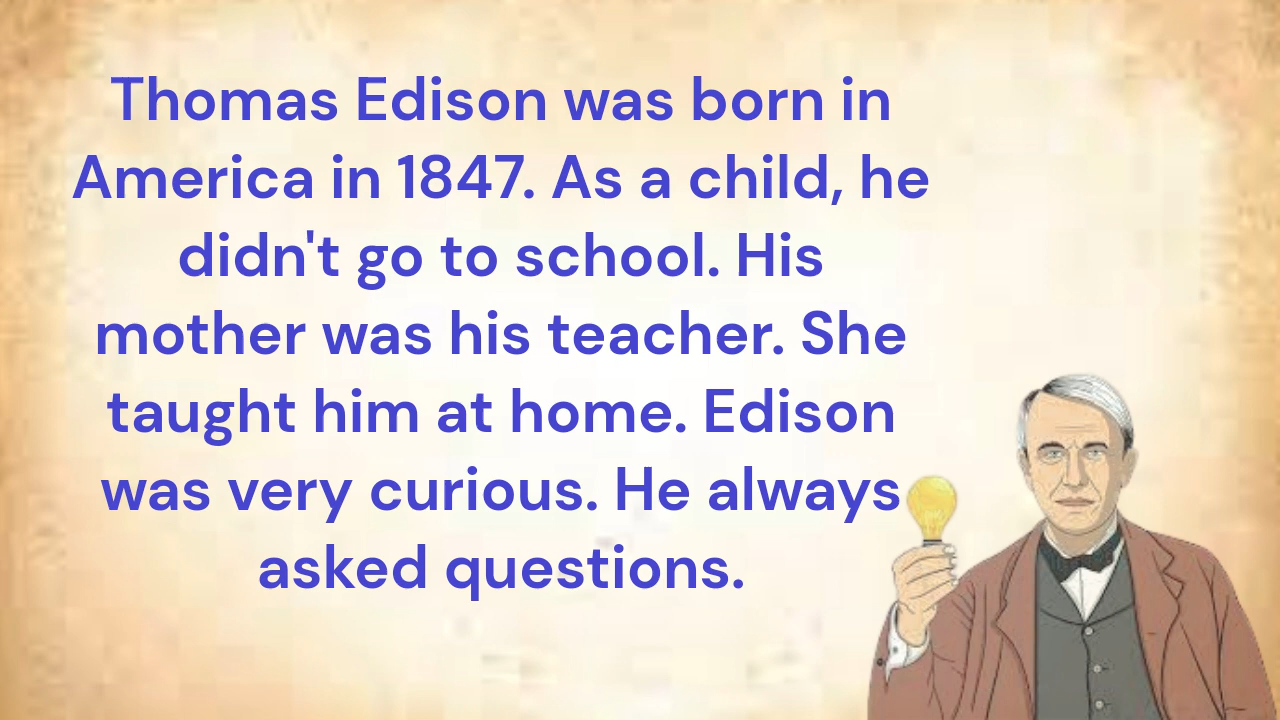 Thomas Edison was born in
America in 1847. As a child, he
didn't go to school. His
mother was his teacher. She
taught him at home. Edison
was very curious. He always
asked questions.